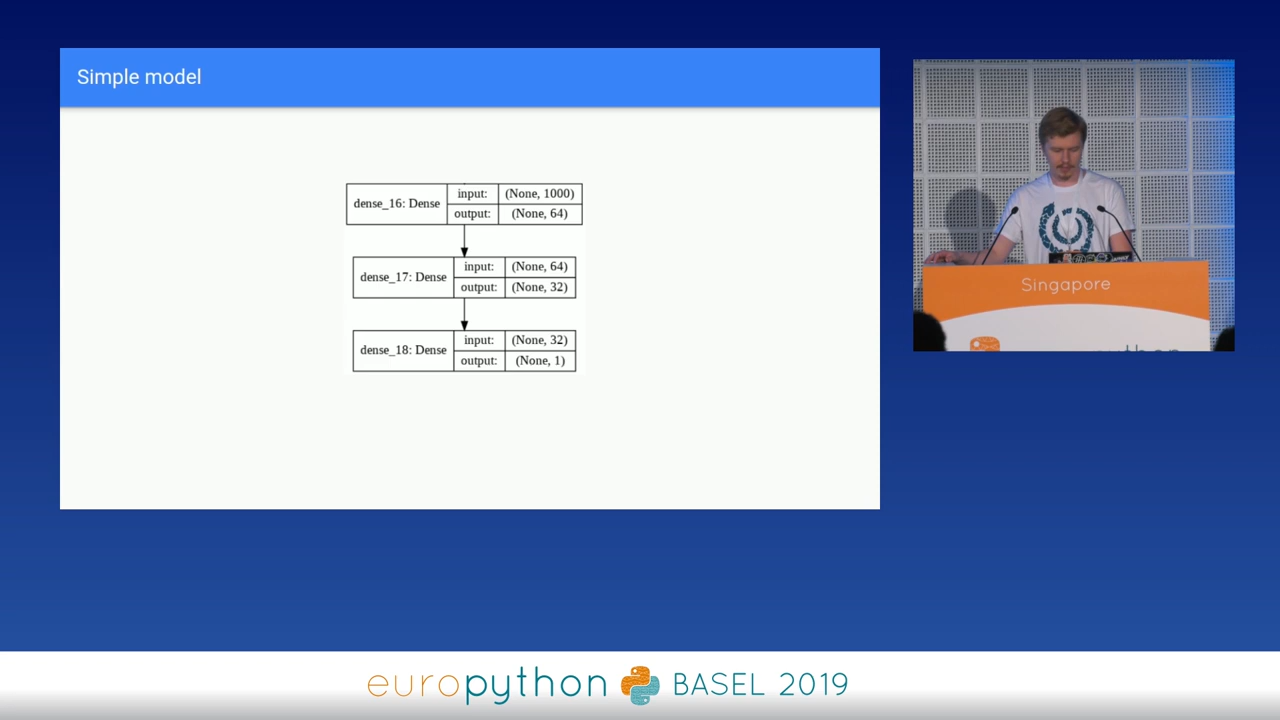 Simple model
dense_16: Dense
input:
(None, 1000)
output:
(None, 64)
dense_17: Dense
input:
(None, 64)
output:
(None, 32)
dense_18: Dense
input:
(None, 32)
output:
(None, 1)
Singapore
europython BASEL 2019